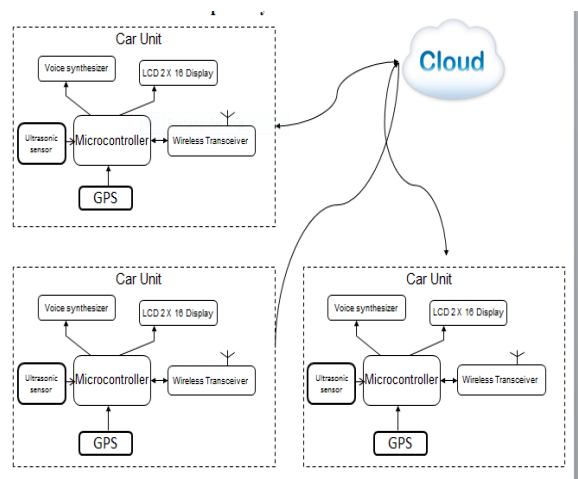 Car Unit
Voice synthesizer
LCD 2 X 16 Display
Ultrasonic
sensor
Microcontroller
Wireless Transceiver
GPS
Cloud
Car Unit
Voice synthesizer
LCD 2 X 16 Display
Ultrasonic
sensor
Microcontroller
Wireless Transceiver
GPS
Car Unit
Voice synthesizer
LCD 2 X 16 Display
Ultrasonic
sensor
Microcontroller
Wireless Transceiver
GPS